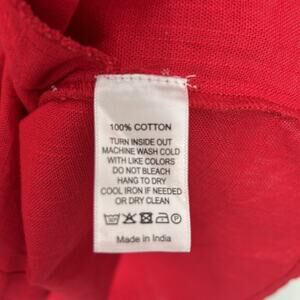 100% COTTON
TURN INSIDE OUT
MACHINE WASH COLD
WITH LIKE COLORS
DO NOT BLEACH
HANG TO DRY
COOL IRON IF NEEDED
OR DRY CLEAN
Made in India